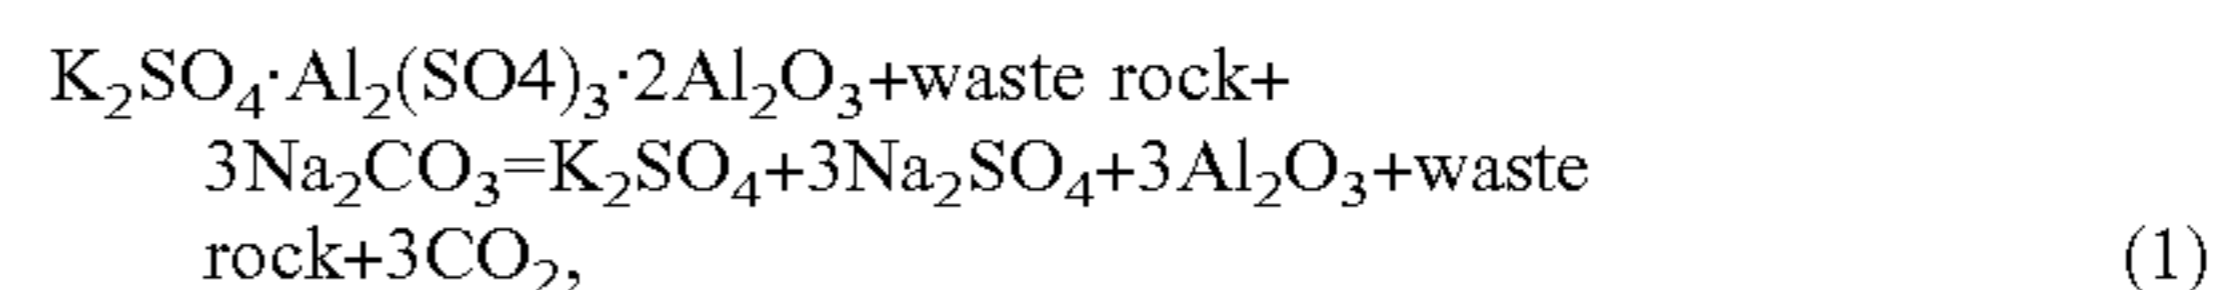 K₂SO₄·Al₂(SO4)₃·2Al₂O₃+waste rock+
3Na₂CO₃=K₂SO₄+3Na₂SO₄+3Al₂O₃+waste
rock+3CO₂, (1)